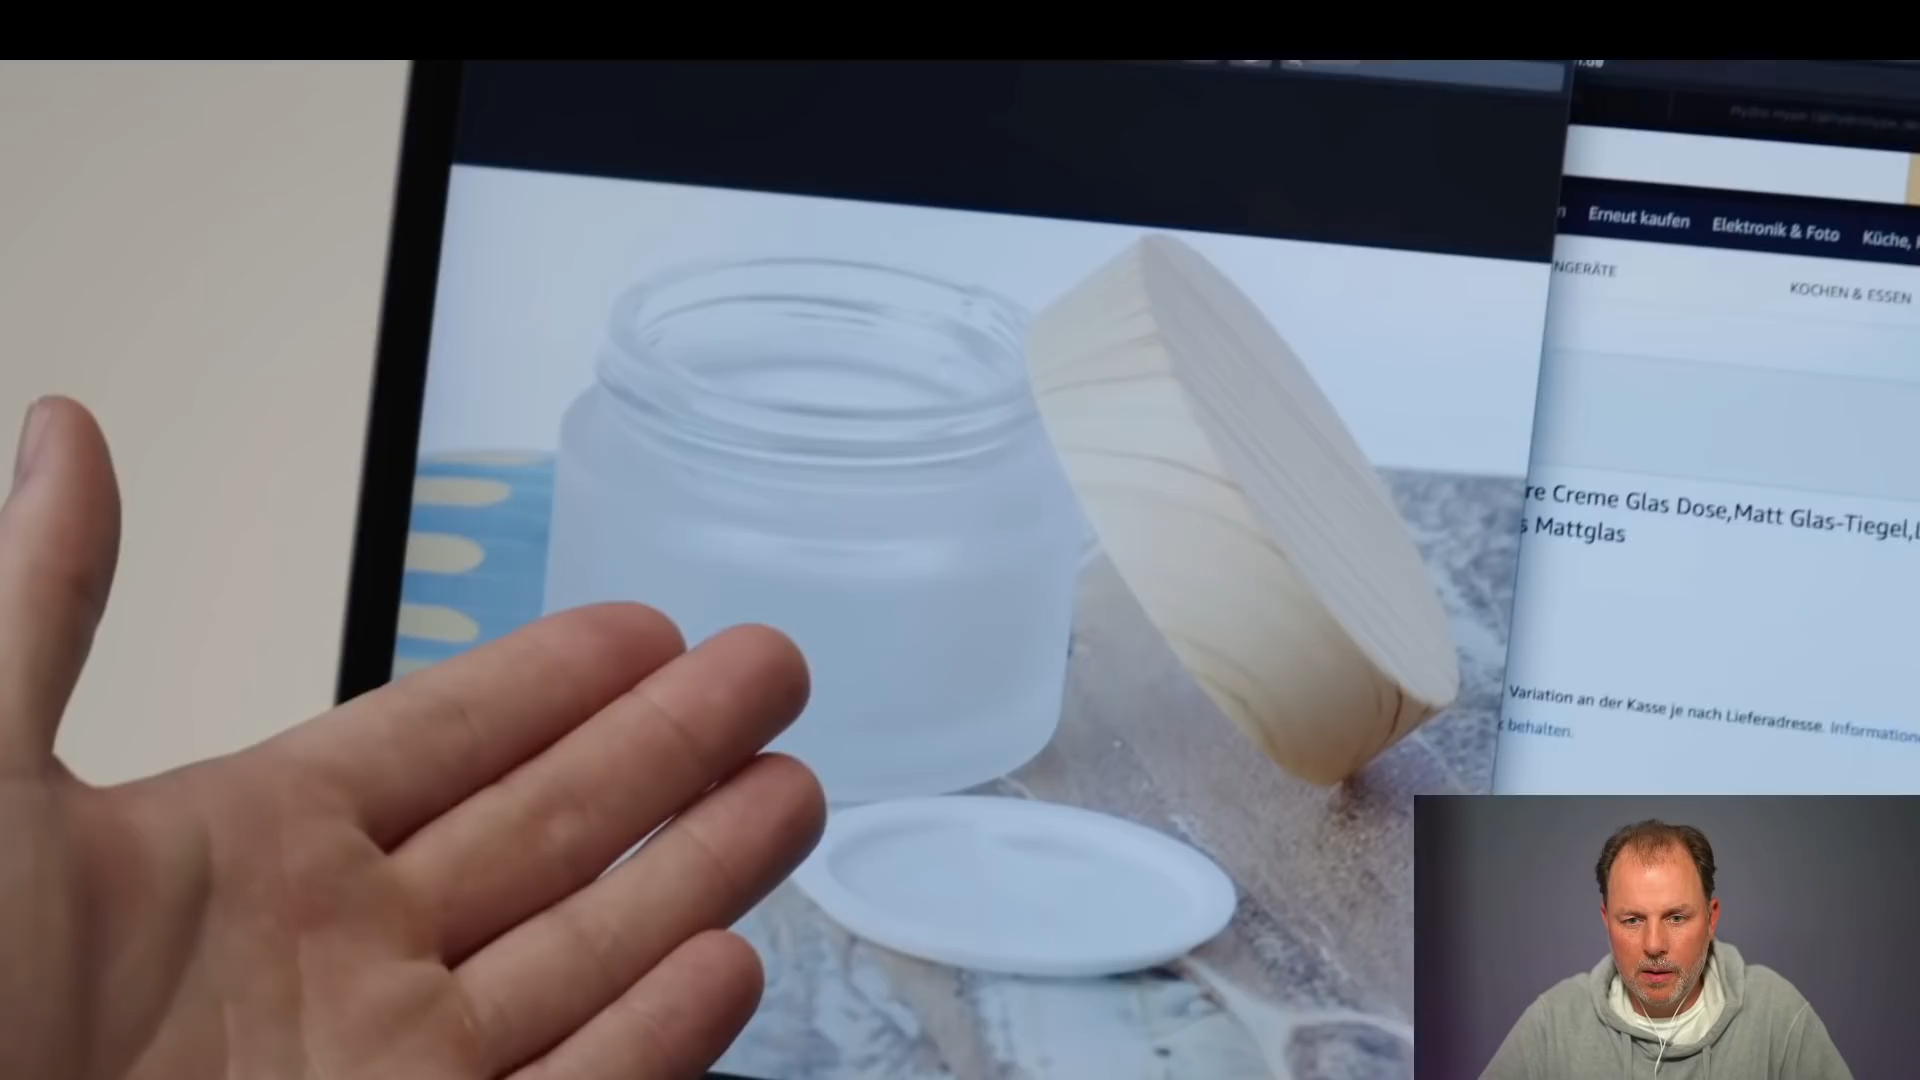 Erneut kaufen Elektronik & Foto Küche,
NGERÄTE
KOCHEN & ESSEN
re Creme Glas Dose,Matt Glas-Tiegel,
s Mattglas
Variation an der Kasse je nach Lieferadresse. Informatione
behalten.